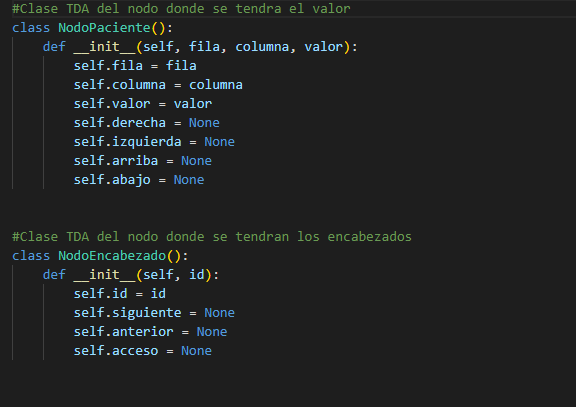 #Clase TDA del nodo donde se tendra el valor
class NodoPaciente():
    def __init__(self, fila, columna, valor):
        self.fila = fila
        self.columna = columna
        self.valor = valor
        self.derecha = None
        self.izquierda = None
        self.arriba = None
        self.abajo = None
#Clase TDA del nodo donde se tendran los encabezados
class NodoEncabezado():
    def __init__(self, id):
        self.id = id
        self.siguiente = None
        self.anterior = None
        self.acceso = None